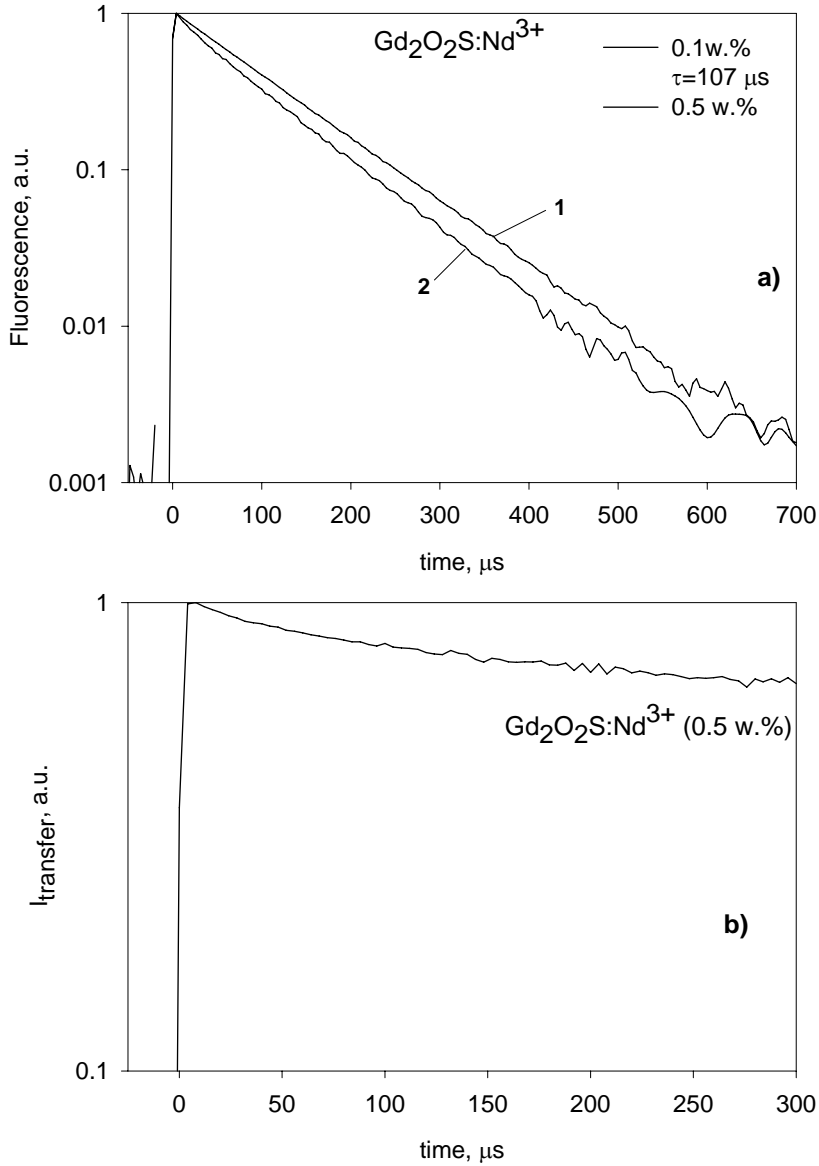 Gd2O2S:Nd3+
0.1w.%
τ=107 μs
0.5 w.%
1
2
a)
Fluorescence, a.u.
1
0.1
0.01
0.001
0 100 200 300 400 500 600 700
time, μs
Gd2O2S:Nd3+ (0.5 w.%)
b)
Itransfer, a.u.
1
0.1
0 50 100 150 200 250 300
time, μs